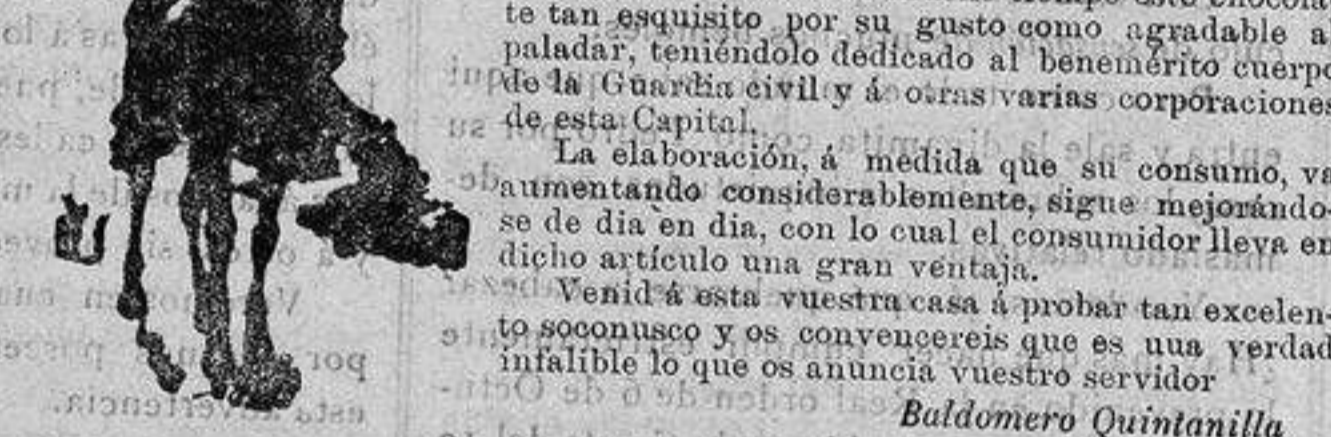 te tan esquisito por su gusto como agradable al
paladar, teniéndolo dedicado al benemérito cuerpo
de la Guardia civil y á otras varias corporaciones
de esta Capital.
La elaboración, á medida que su consumo, va
aumentando considerablemente, sigue mejorándo-
se de dia en dia, con lo cual el consumidor lleva en
dicho artículo una gran ventaja.
Venid á esta vuestra casa á probar tan excelen-
to soconusco y os convencereis que es uua verdad
infalible lo que os anuncia vuestro servidor
Baldomero Quintanilla